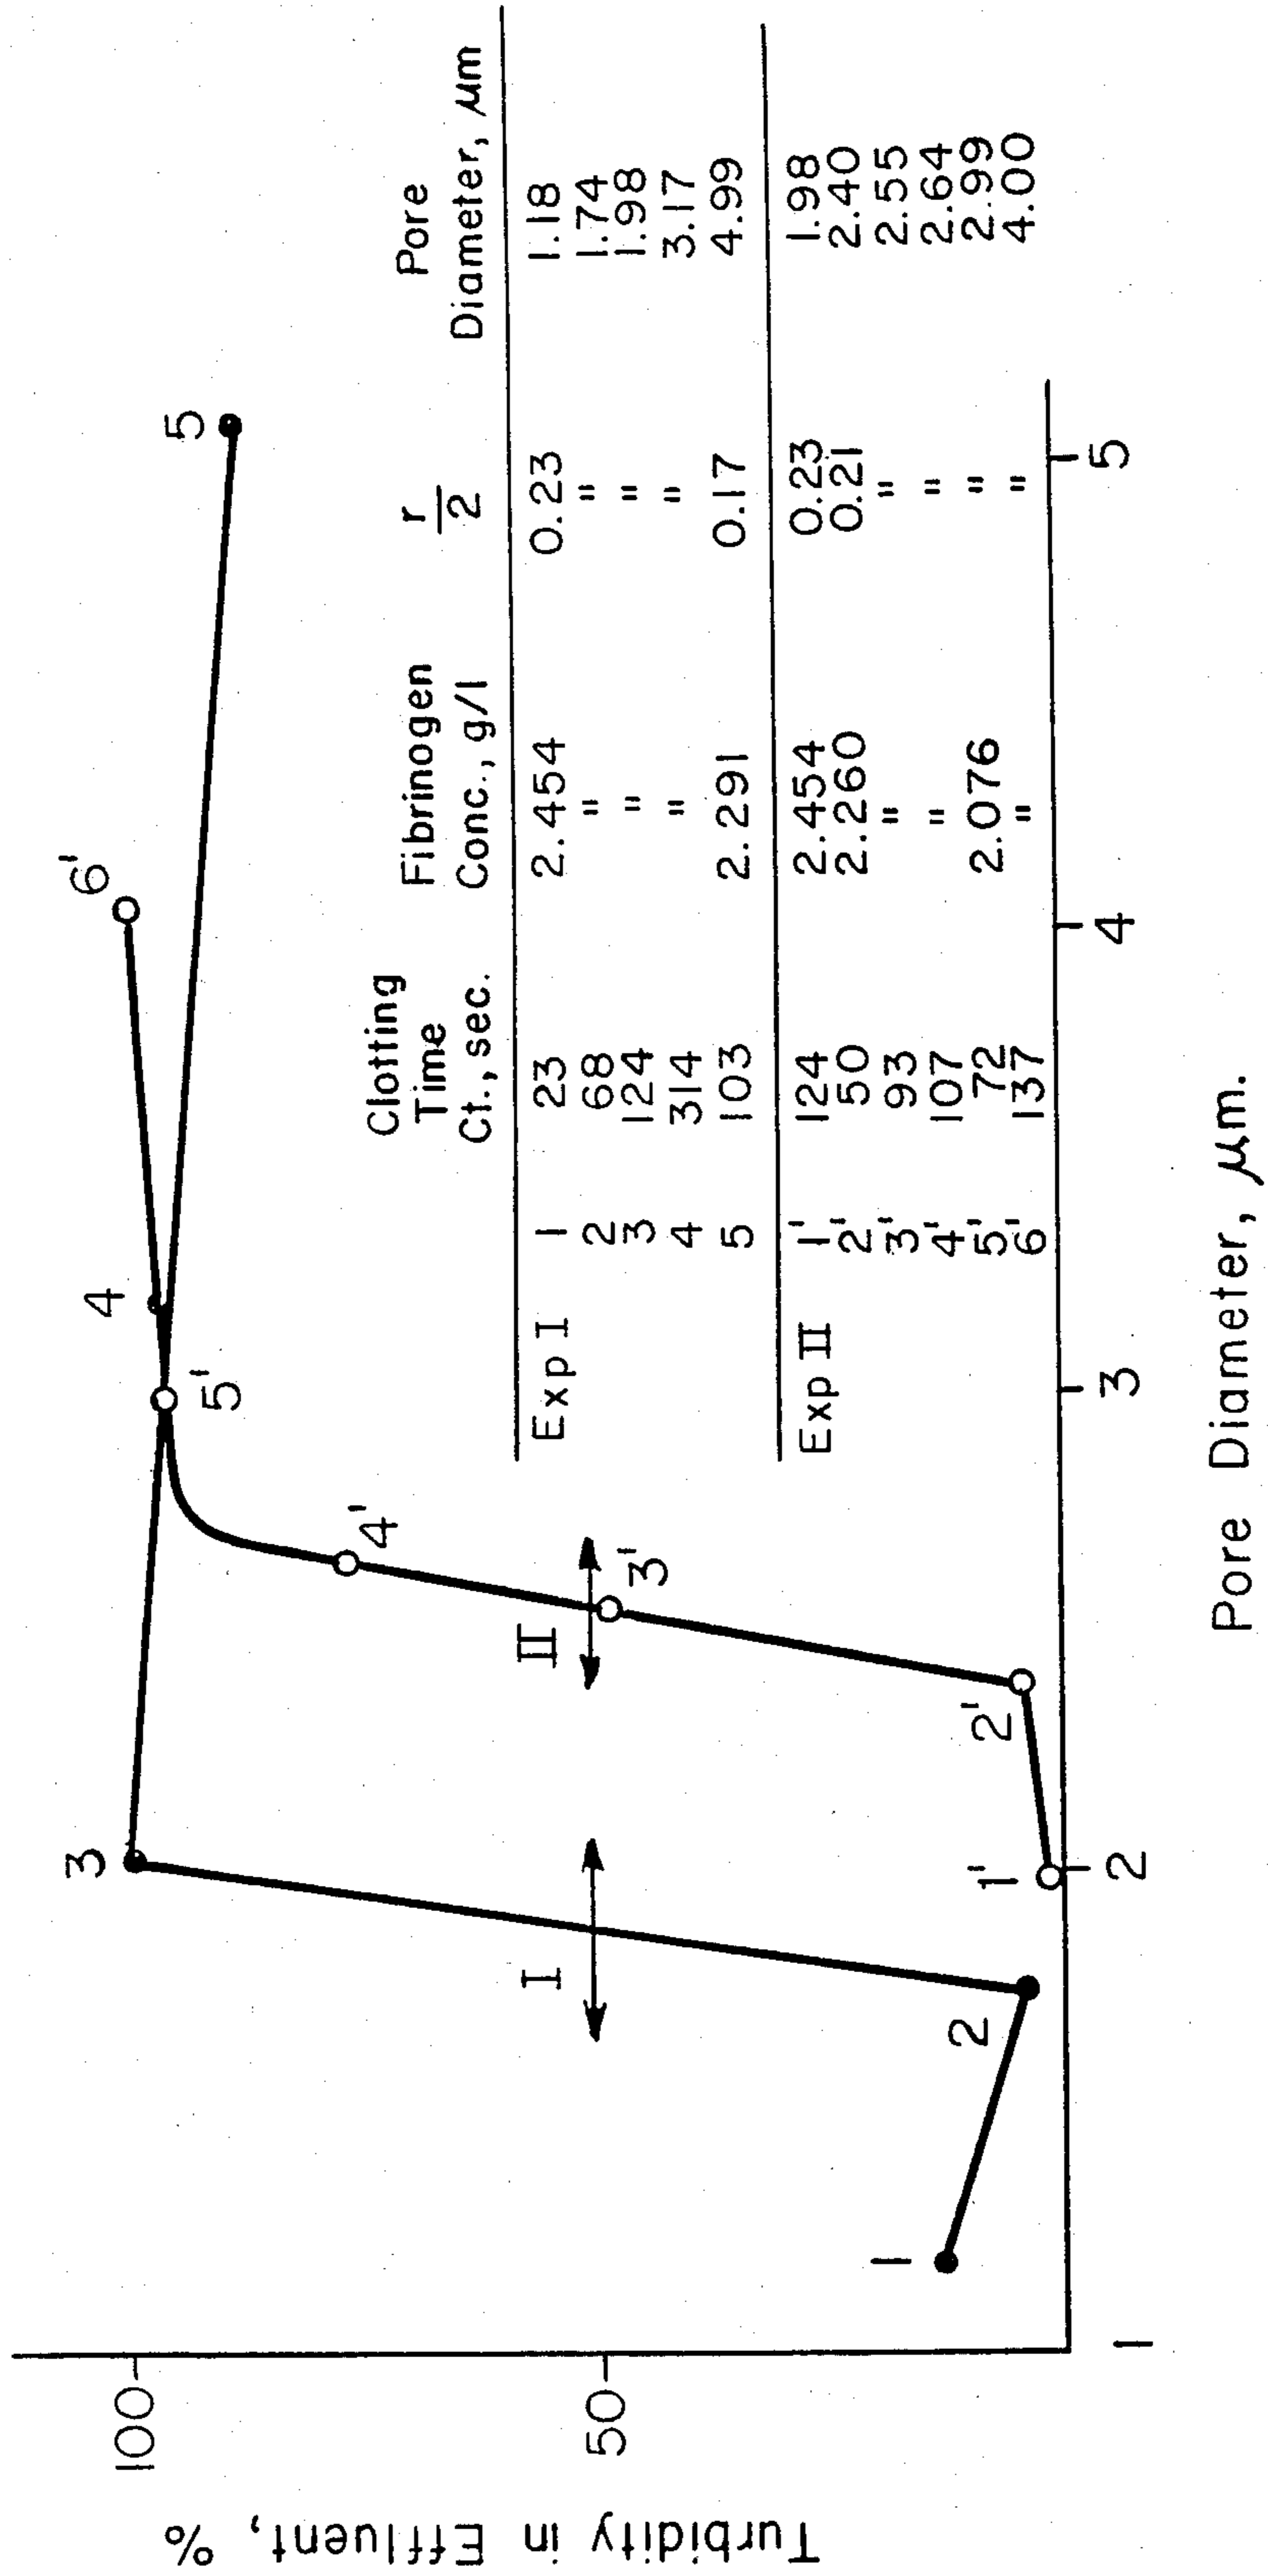 Turbidity in Effluent, %
100
50
1
2
3
4
5
Pore Diameter, μm.
1
2
3
4
5
1'
2'
3'
4'
5'
6'
I
II
Clotting Time Ct., sec.
Fibrinogen Conc., g/l
r/2
Pore Diameter, μm
Exp I 1 23 2.454 0.23 1.18
2 68 " " 1.74
3 124 " " 1.98
4 314 " " 3.17
5 103 2.291 0.17 4.99
Exp II 1' 124 2.454 0.23 1.98
2' 50 2.260 0.21 2.40
3' 93 " " 2.55
4' 107 " " 2.64
5' 72 2.076 " 2.99
6' 137 " " 4.00